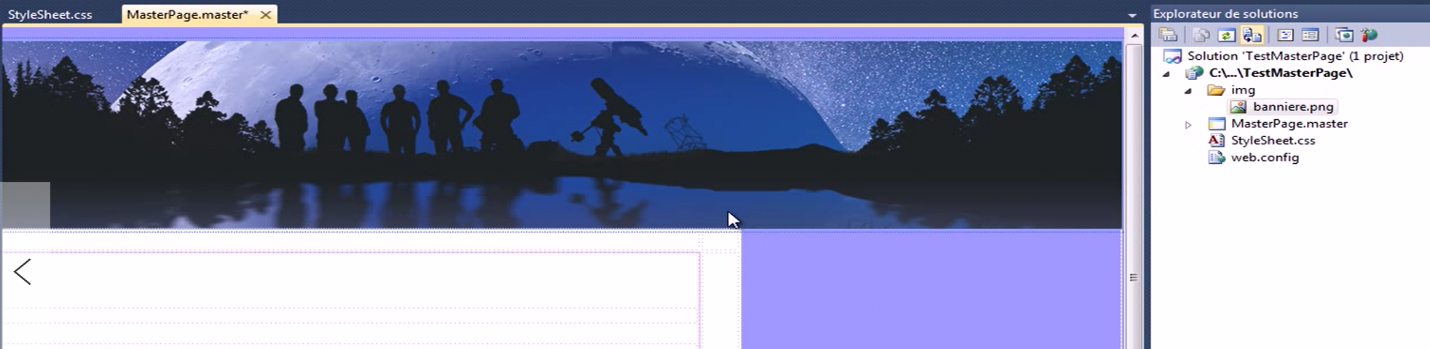 StyleSheet.css
MasterPage.master*
Explorateur de solutions
Solution 'TestMasterPage' (1 projet)
C:\...\TestMasterPage\
img
banniere.png
MasterPage.master
StyleSheet.css
web.config